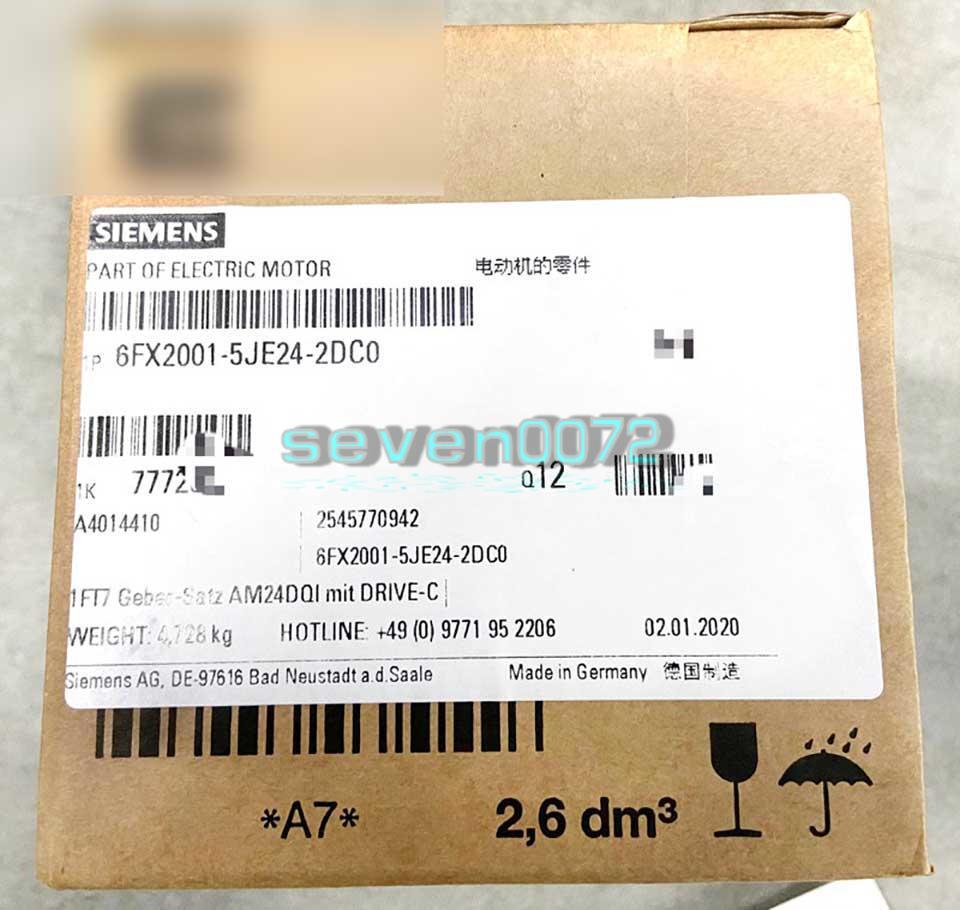 SIEMENS
PART OF ELECTRIC MOTOR 电动机的零件
1P 6FX2001-5JE24-2DC0
seven0072
1K Q12
A4014410 2545770942
6FX2001-5JE24-2DC0
1FT7 Geber-Satz AM24DQI mit DRIVE-C
WEIGHT: 4,728 kg HOTLINE: +49 (0) 9771 95 2206 02.01.2020
Siemens AG, DE-97616 Bad Neustadt a.d.Saale Made in Germany 德国制造
*A7* 2,6 dm³